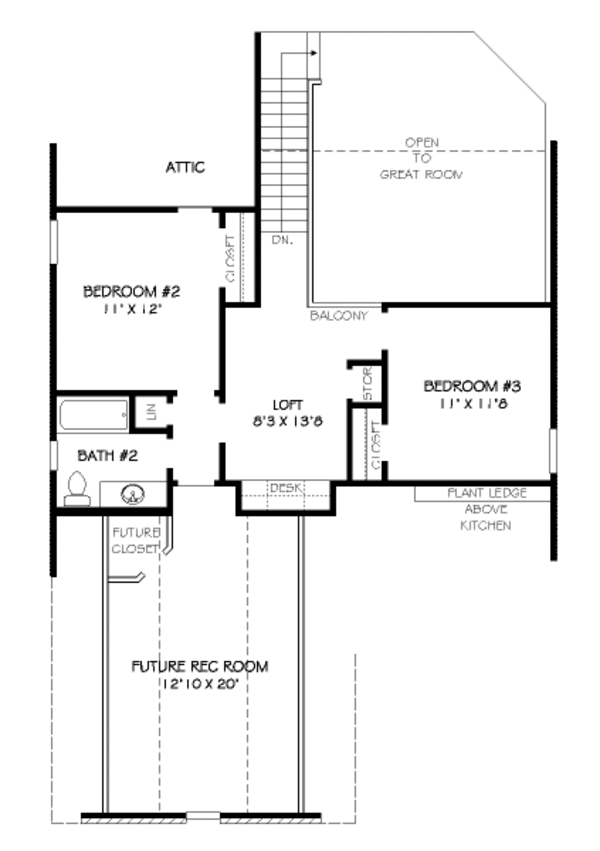 OPEN
TO
GREAT ROOM
ATTIC
DN.
CLOSET
BEDROOM #2
11' X 12'
BALCONY
STOR
BEDROOM #3
11' X 11'8
LIN
LOFT
8'3 X 13'8
CLOSET
BATH #2
DESK
PLANT LEDGE
ABOVE
KITCHEN
FUTURE
CLOSET
FUTURE REC ROOM
12'10 X 20'